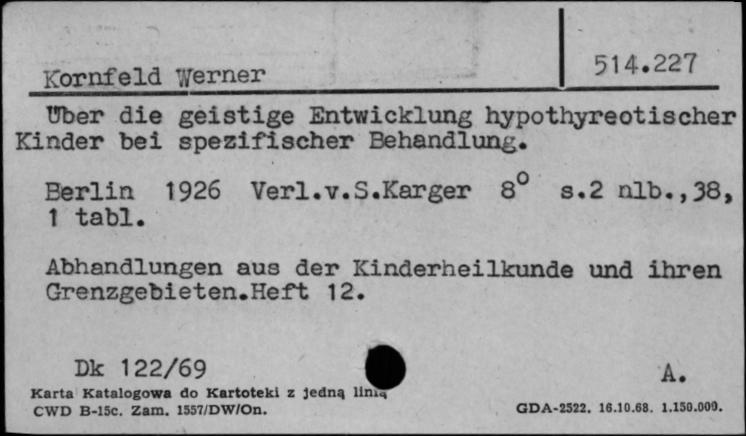 514.227
Kornfeld Werner
Über die geistige Entwicklung hypothyreotischer
Kinder bei spezifischer Behandlung.
Berlin 1926 Verl.v.S.Karger 8° s.2 nlb.,38,
1 tabl.
Abhandlungen aus der Kinderheilkunde und ihren
Grenzgebieten.Heft 12.
Dk 122/69
A.
Karta Katalogowa do Kartoteki z jedną linią
CWD B-15c. Zam. 1557/DW/On.
GDA-2522. 16.10.68. 1.150.000.